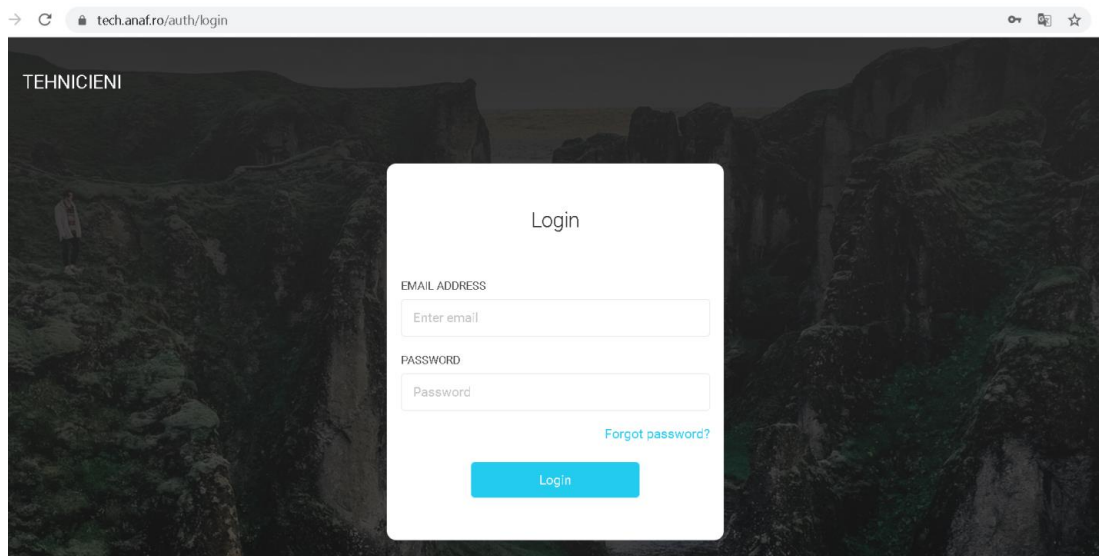 tech.anaf.ro/auth/login
TEHNICIENI
Login
EMAIL ADDRESS
Enter email
PASSWORD
Password
Forgot password?
Login